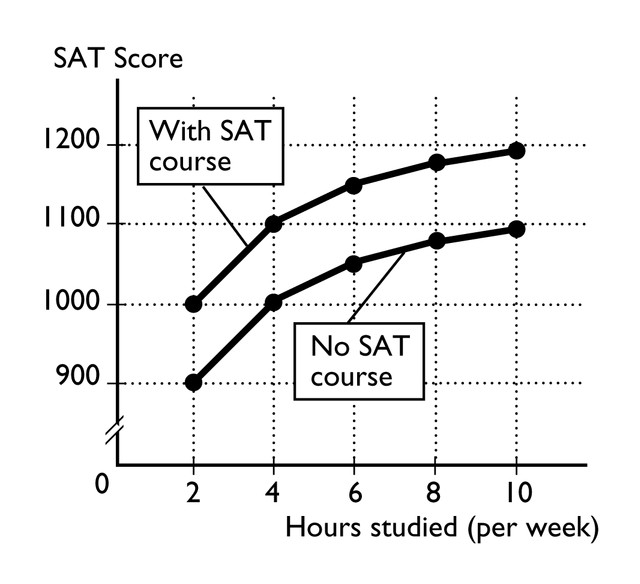 SAT Score
1200
1100
1000
900
0
With SAT
course
No SAT
course
2 4 6 8 10
Hours studied (per week)